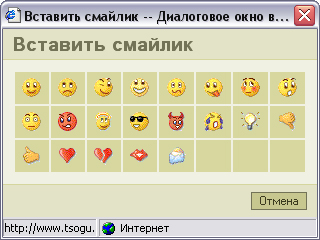 Вставить смайлик -- Диалоговое окно в...
Вставить смайлик
Отмена
http://www.tsogu.
Интернет